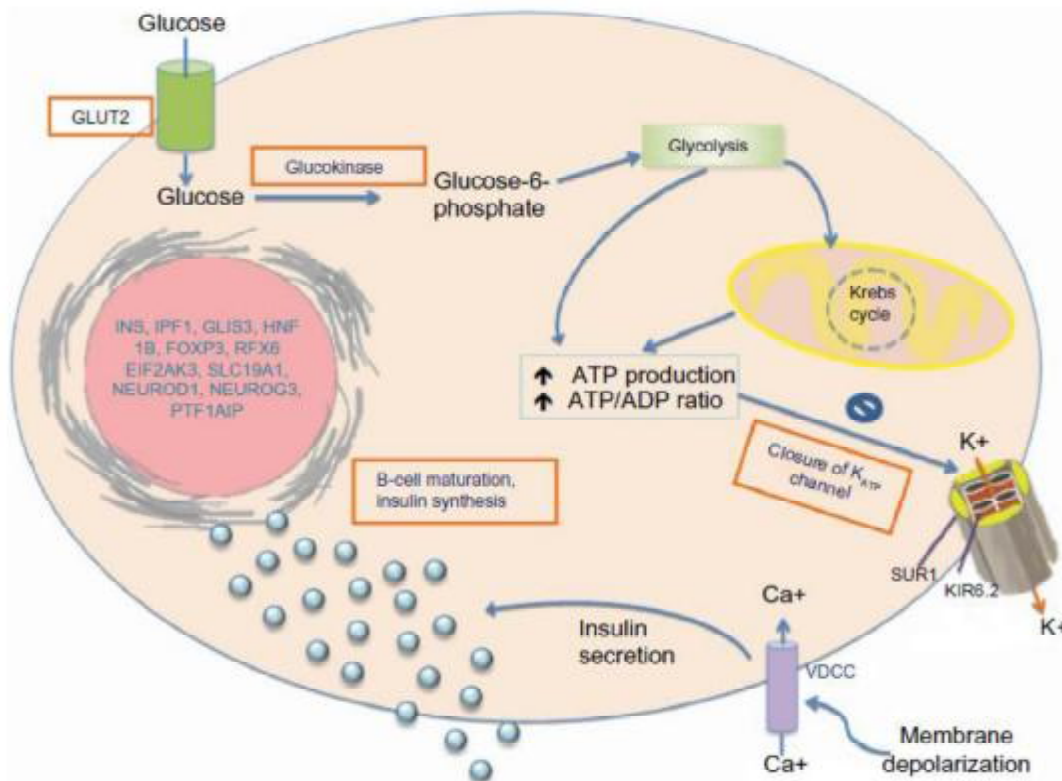 Glucose
GLUT2
Glucose
Glucokinase
Glucose-6-
phosphate
Glycolysis
Krebs
cycle
INS, IPF1, GLIS3, HNF
1B, FOXP3, RFX6
EIF2AK3, SLC19A1,
NEUROD1, NEUROG3,
PTF1AIP
ATP production
ATP/ADP ratio
Closure of KATP
channel
K+
SUR1
KIR6.2
K+
B-cell maturation,
insulin synthesis
Insulin
secretion
Ca+
VDCC
Ca+
Membrane
depolarization